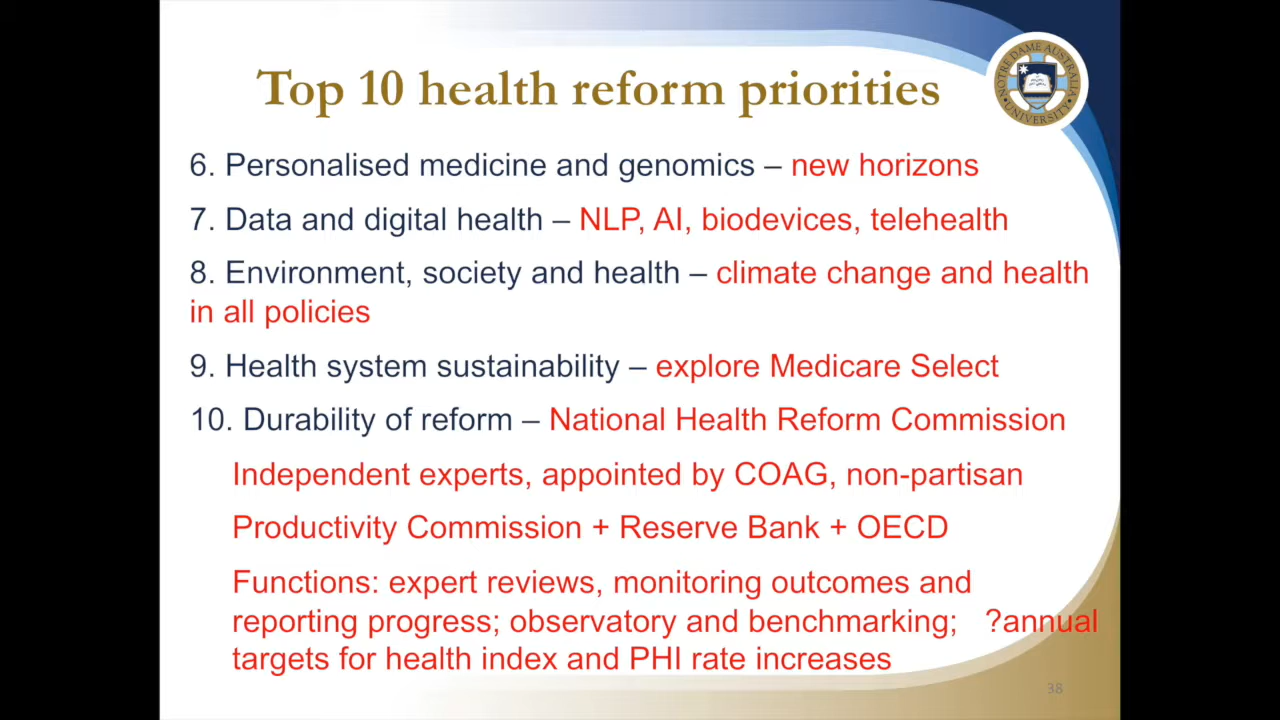 Top 10 health reform priorities
NOTRE DAME AUSTRALIA
UNIVERSITY
6. Personalised medicine and genomics – new horizons
7. Data and digital health – NLP, AI, biodevices, telehealth
8. Environment, society and health – climate change and health
in all policies
9. Health system sustainability – explore Medicare Select
10. Durability of reform – National Health Reform Commission
Independent experts, appointed by COAG, non-partisan
Productivity Commission + Reserve Bank + OECD
Functions: expert reviews, monitoring outcomes and
reporting progress; observatory and benchmarking; ?annual
targets for health index and PHI rate increases
38